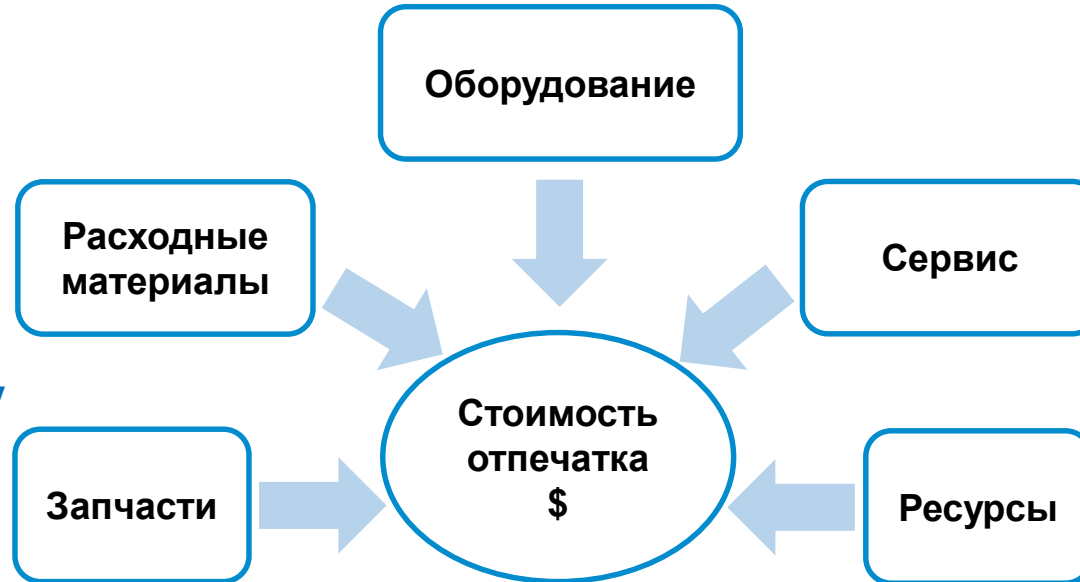 Оборудование
Расходные
материалы
Сервис
Стоимость
отпечатка
$
Запчасти
Ресурсы